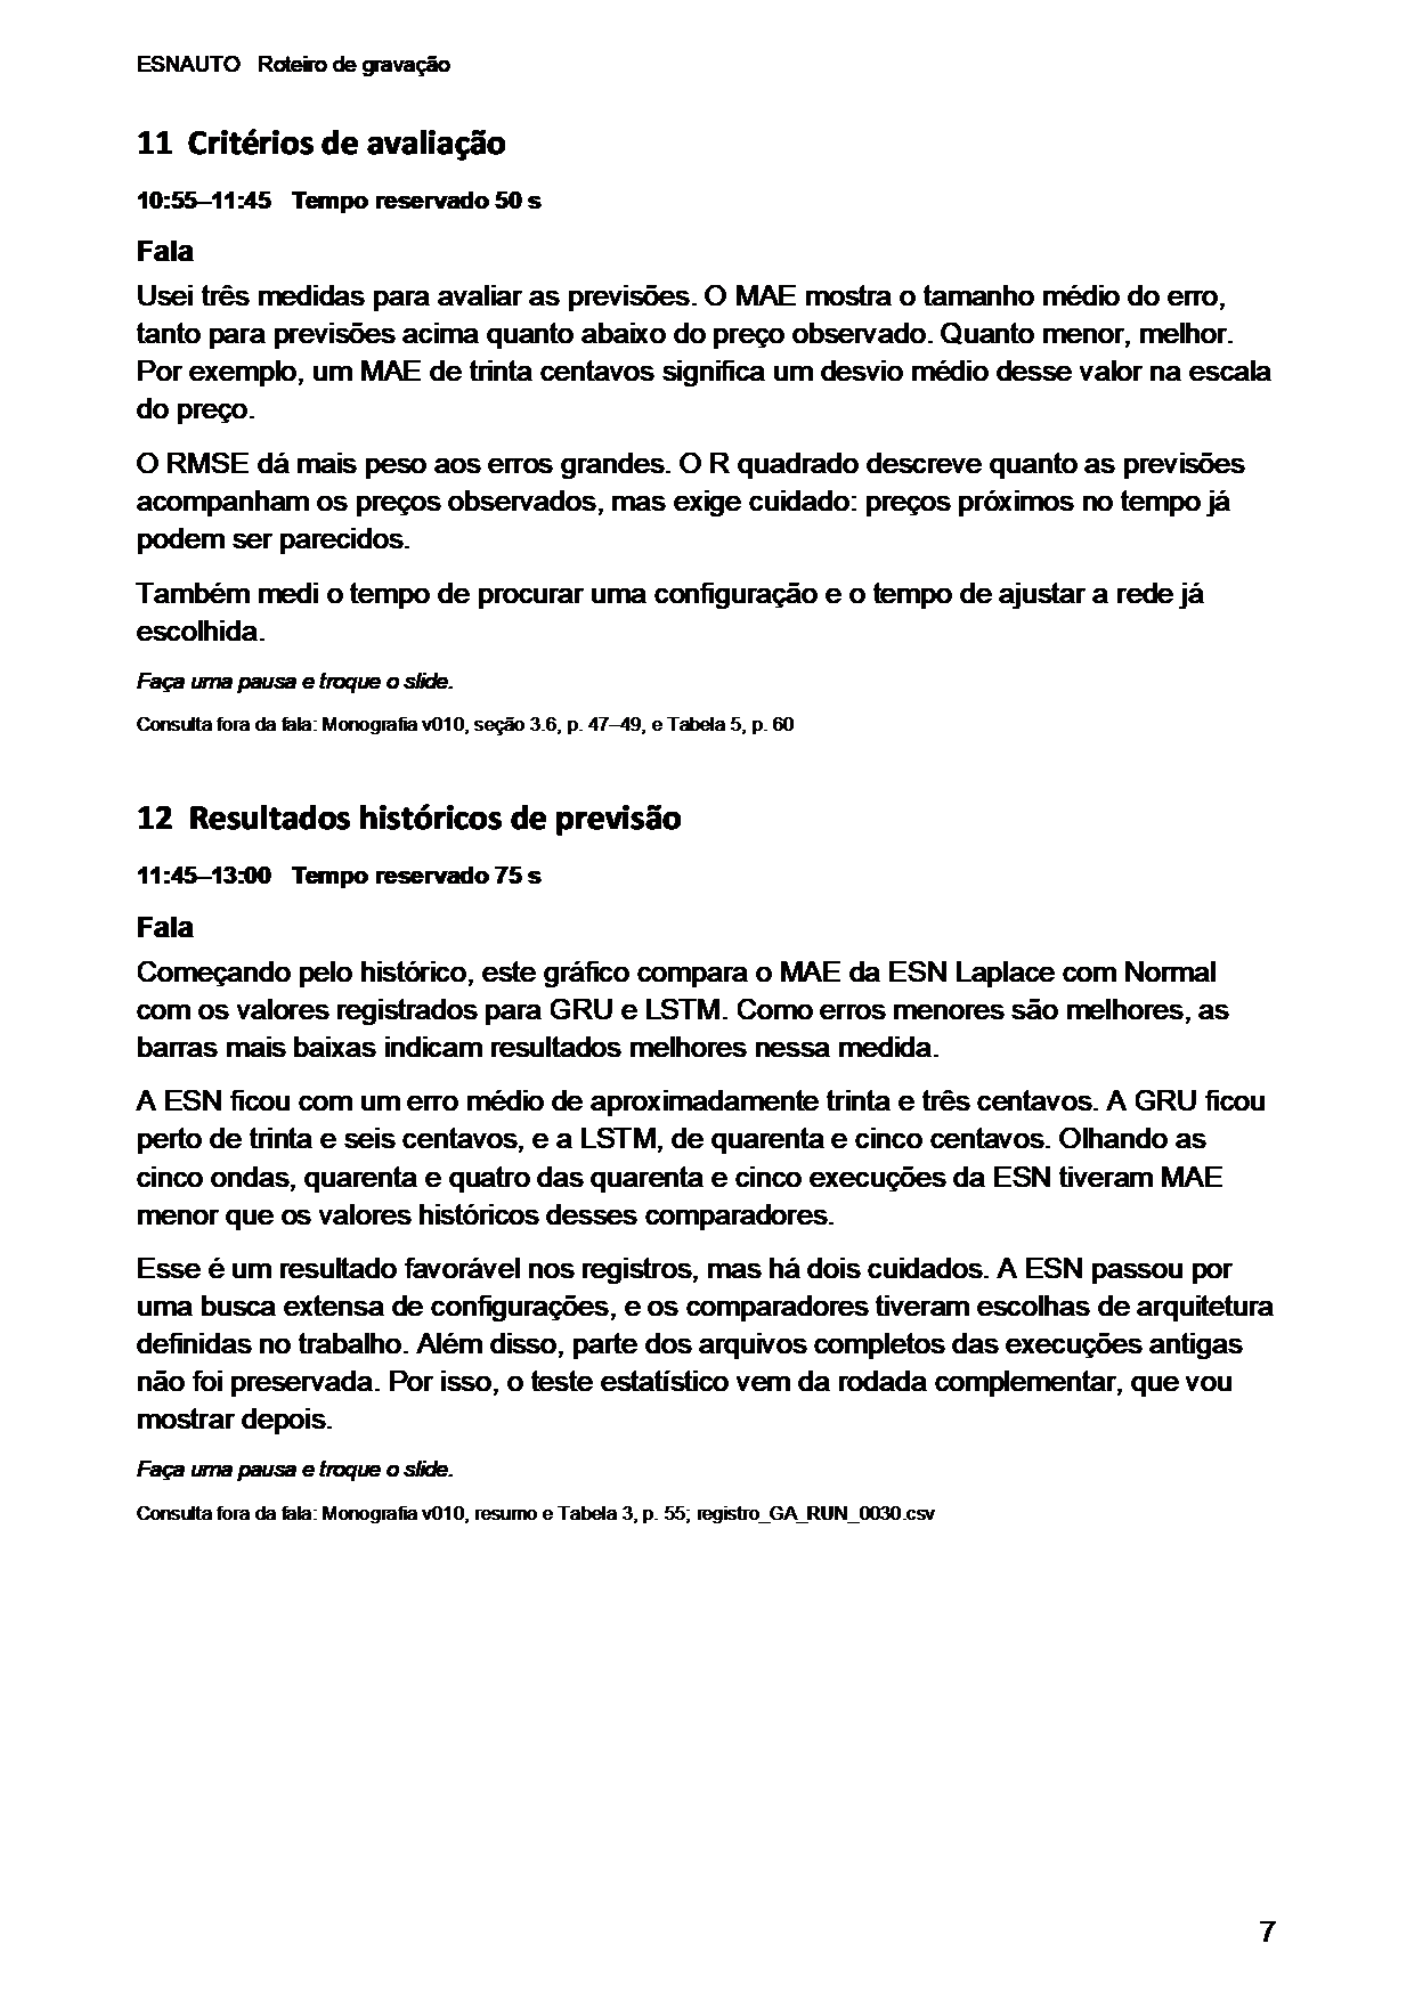 ESNAUTO Roteiro de gravação
11 Critérios de avaliação
10:55–11:45 Tempo reservado 50 s
Fala
Usei três medidas para avaliar as previsões. O MAE mostra o tamanho médio do erro,
tanto para previsões acima quanto abaixo do preço observado. Quanto menor, melhor.
Por exemplo, um MAE de trinta centavos significa um desvio médio desse valor na escala
do preço.
O RMSE dá mais peso aos erros grandes. O R quadrado descreve quanto as previsões
acompanham os preços observados, mas exige cuidado: preços próximos no tempo já
podem ser parecidos.
Também medi o tempo de procurar uma configuração e o tempo de ajustar a rede já
escolhida.
Faça uma pausa e troque o slide.
Consulta fora da fala: Monografia v010, seção 3.6, p. 47–49, e Tabela 5, p. 60
12 Resultados históricos de previsão
11:45–13:00 Tempo reservado 75 s
Fala
Começando pelo histórico, este gráfico compara o MAE da ESN Laplace com Normal
com os valores registrados para GRU e LSTM. Como erros menores são melhores, as
barras mais baixas indicam resultados melhores nessa medida.
A ESN ficou com um erro médio de aproximadamente trinta e três centavos. A GRU ficou
perto de trinta e seis centavos, e a LSTM, de quarenta e cinco centavos. Olhando as
cinco ondas, quarenta e quatro das quarenta e cinco execuções da ESN tiveram MAE
menor que os valores históricos desses comparadores.
Esse é um resultado favorável nos registros, mas há dois cuidados. A ESN passou por
uma busca extensa de configurações, e os comparadores tiveram escolhas de arquitetura
definidas no trabalho. Além disso, parte dos arquivos completos das execuções antigas
não foi preservada. Por isso, o teste estatístico vem da rodada complementar, que vou
mostrar depois.
Faça uma pausa e troque o slide.
Consulta fora da fala: Monografia v010, resumo e Tabela 3, p. 55; registro_GA_RUN_0030.csv
7